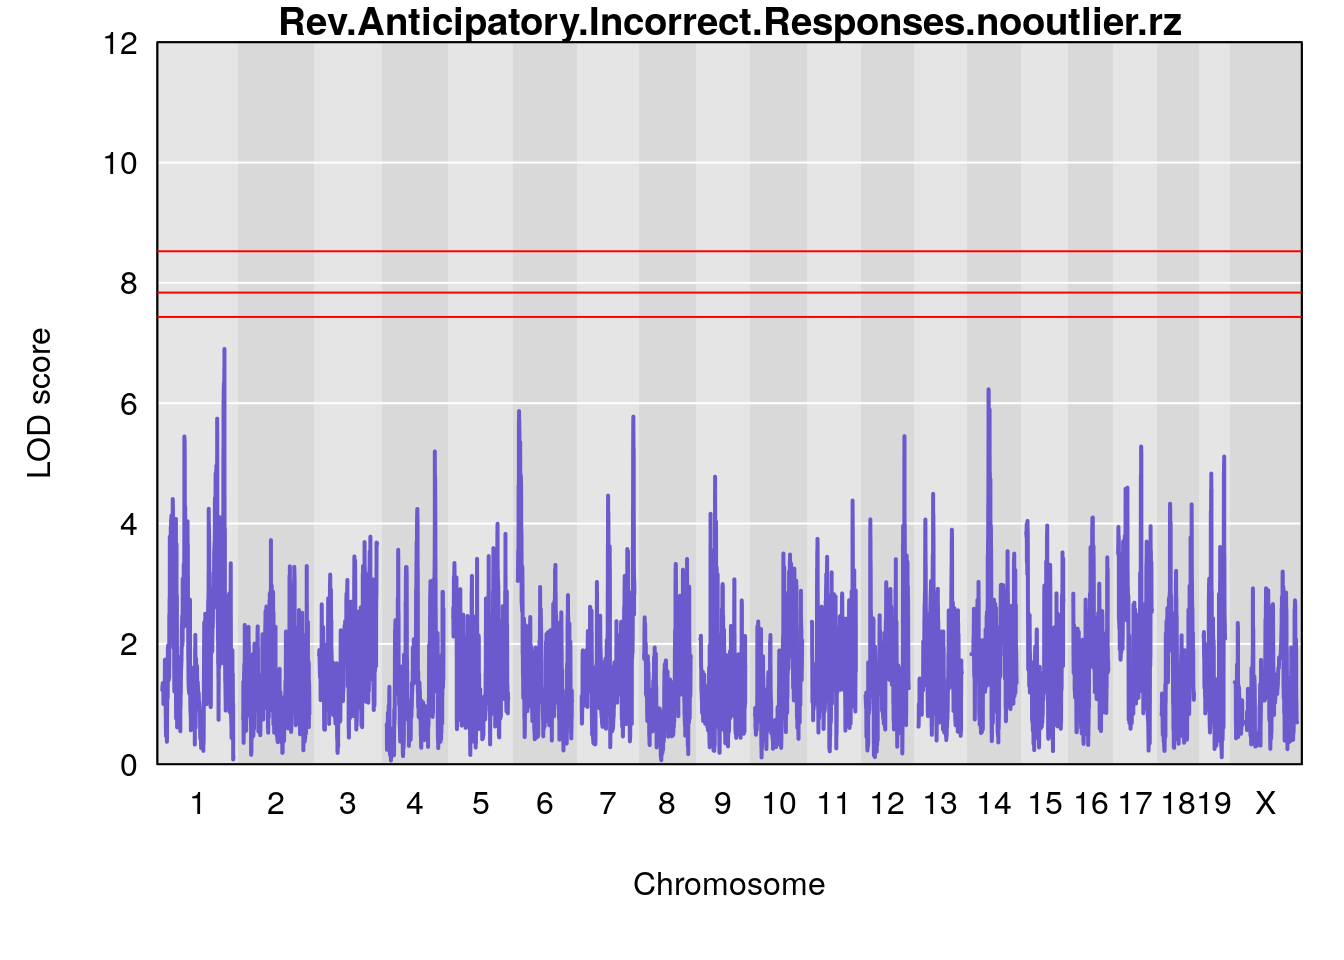 Rev.Anticipatory.Incorrect.Responses.nooutlier.rz
12
10
8
6
4
2
0
LOD score
1 2 3 4 5 6 7 8 9 10 11 12 13 14 15 16 17 18 19 X
Chromosome